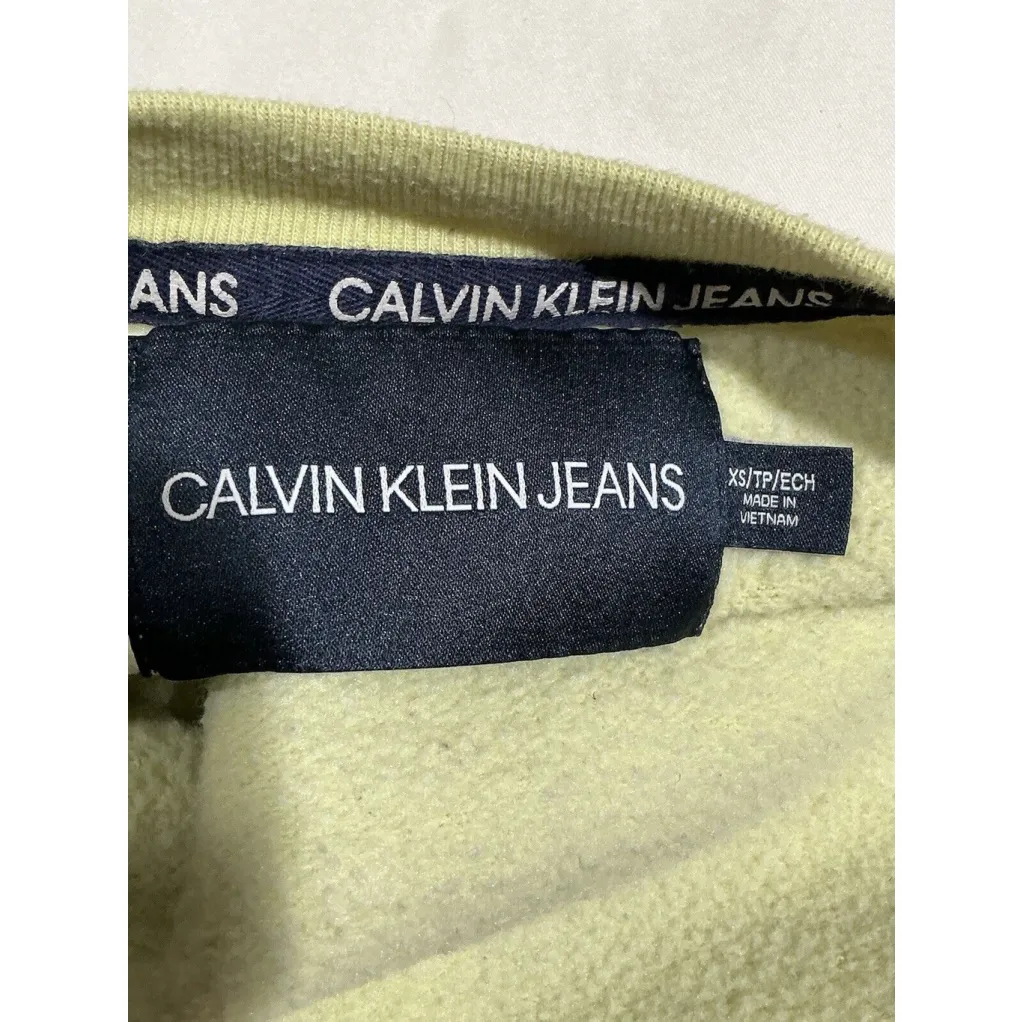 ANS CALVIN KLEIN JEANS
CALVIN KLEIN JEANS
XS/TP/ECH
MADE IN
VIETNAM